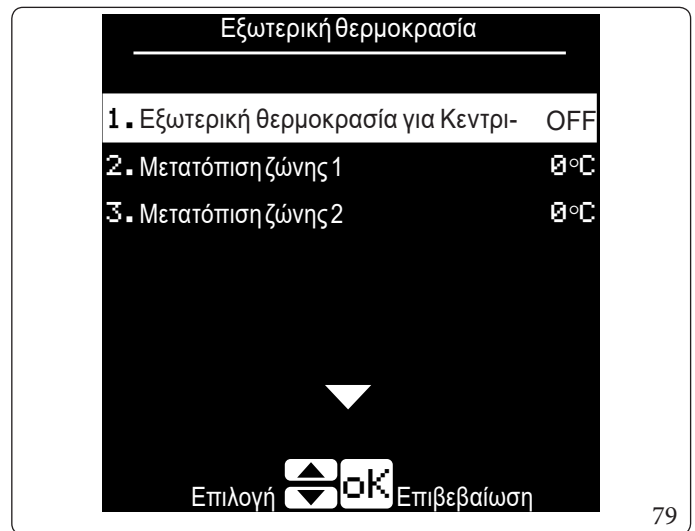 Εξωτερική θερμοκρασία
1. Εξωτερική θερμοκρασία για Κεντρι- OFF
2. Μετατόπιση ζώνης 1 0°C
3. Μετατόπιση ζώνης 2 0°C
Επιλογή oK Επιβεβαίωση
79